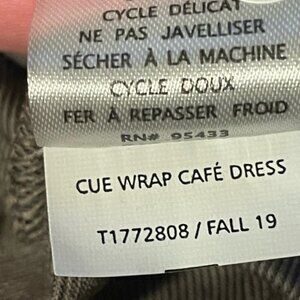 CYCLE DÉLICAT
NE PAS JAVELLISER
SÉCHER À LA MACHINE
CYCLE DOUX
FER À REPASSER FROID
RN# 95433
CUE WRAP CAFÉ DRESS
T1772808 / FALL 19